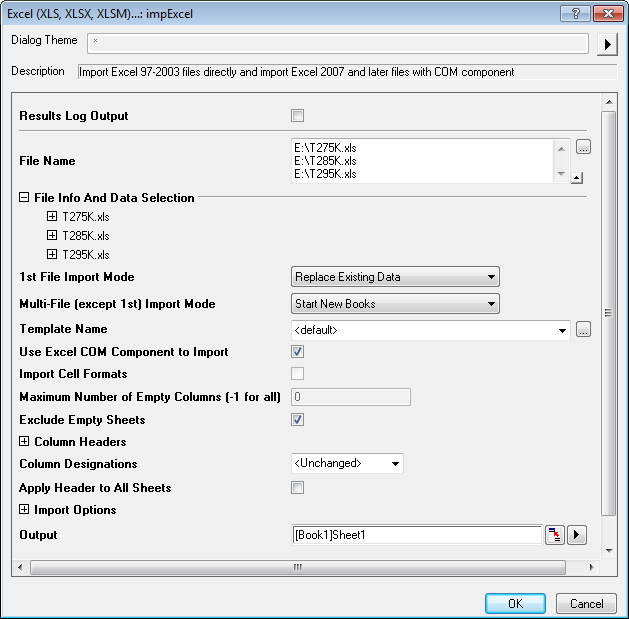 Excel (XLS, XLSX, XLSM)...: impExcel
Dialog Theme *
Description Import Excel 97-2003 files directly and import Excel 2007 and later files with COM component
Results Log Output
File Name
E:\T275K.xls
E:\T285K.xls
E:\T295K.xls
...
File Info And Data Selection
T275K.xls
T285K.xls
T295K.xls
1st File Import Mode Replace Existing Data
Multi-File (except 1st) Import Mode Start New Books
Template Name <default> ...
Use Excel COM Component to Import
Import Cell Formats
Maximum Number of Empty Columns (-1 for all) 0
Exclude Empty Sheets
Column Headers
Column Designations <Unchanged>
Apply Header to All Sheets
Import Options
Output [Book1]Sheet1
OK Cancel